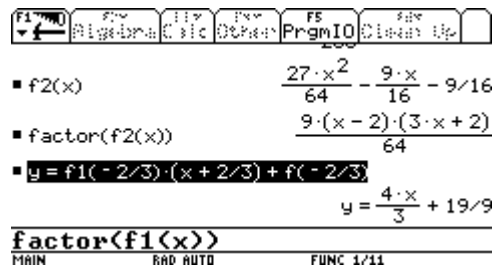 F1 F2 F3 F4 F5 F6
Algebra Calc Other PrgmIO Clean Up
▪ f2(x) 27·x^2/64 - 9·x/16 - 9/16
▪ factor(f2(x)) 9·(x - 2)·(3·x + 2)/64
▪ y = f1(-2/3)·(x + 2/3) + f(-2/3)
y = 4·x/3 + 19/9
factor(f1(x))
MAIN RAD AUTO FUNC 1/11